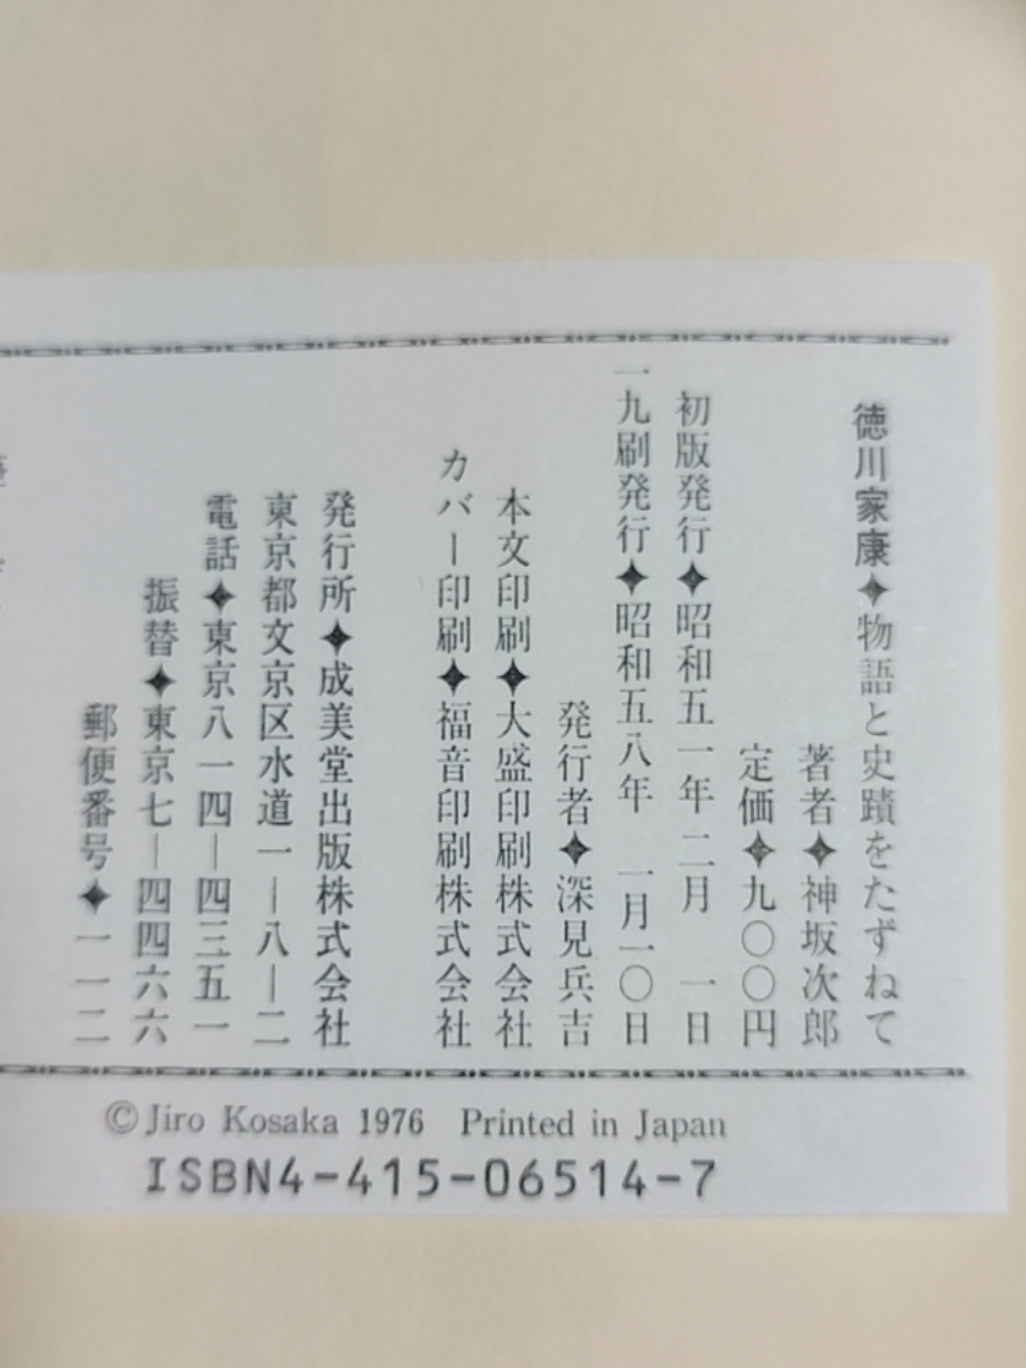 徳川家康✦物語と史蹟をたずねて
著者✦神坂次郎
定価✦九〇〇円
初版発行✦昭和五一年 二月 一日
一九刷発行✦昭和五八年 一月一〇日
発行者✦深見兵吉
本文印刷✦大盛印刷株式会社
カバー印刷✦福音印刷株式会社
発行所✦成美堂出版株式会社
東京都文京区水道一―八―二
電話✦東京八一四―四三五一
振替✦東京七―四四六六
郵便番号✦一一二
©Jiro Kosaka 1976 Printed in Japan
ISBN4-415-06514-7